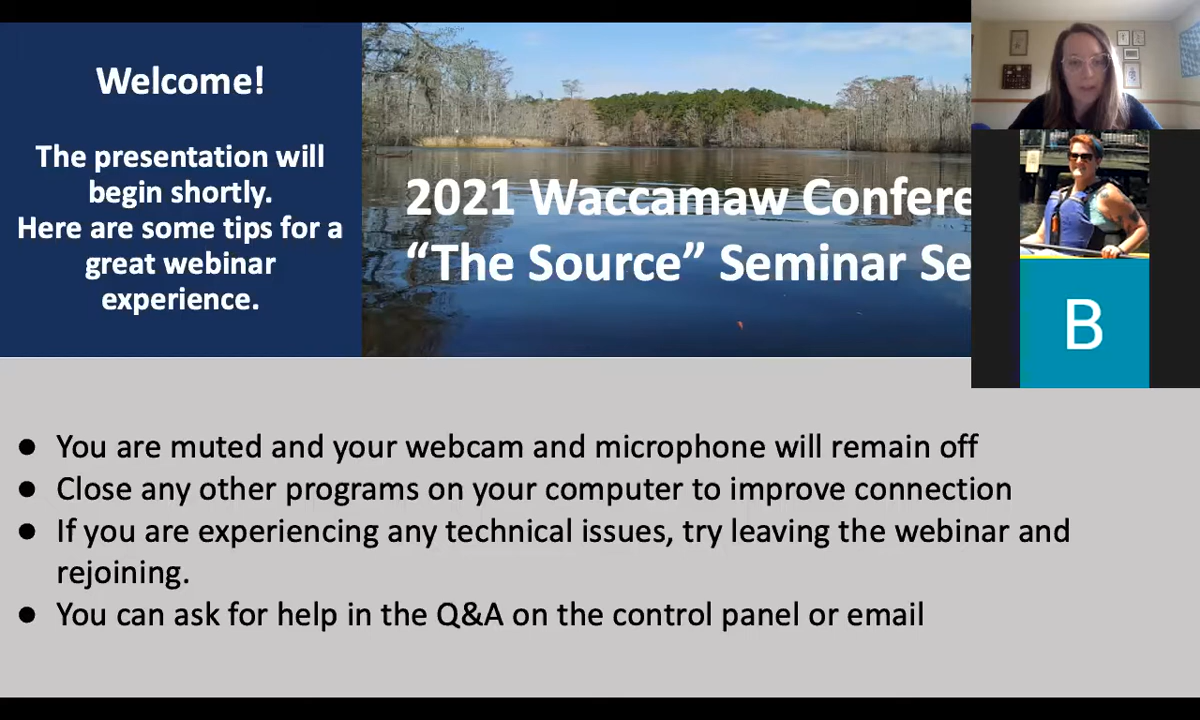 Welcome!
The presentation will
begin shortly.
Here are some tips for a
great webinar
experience.
2021 Waccamaw Confere
“The Source” Seminar Se
B
● You are muted and your webcam and microphone will remain off
● Close any other programs on your computer to improve connection
● If you are experiencing any technical issues, try leaving the webinar and
rejoining.
● You can ask for help in the Q&A on the control panel or email